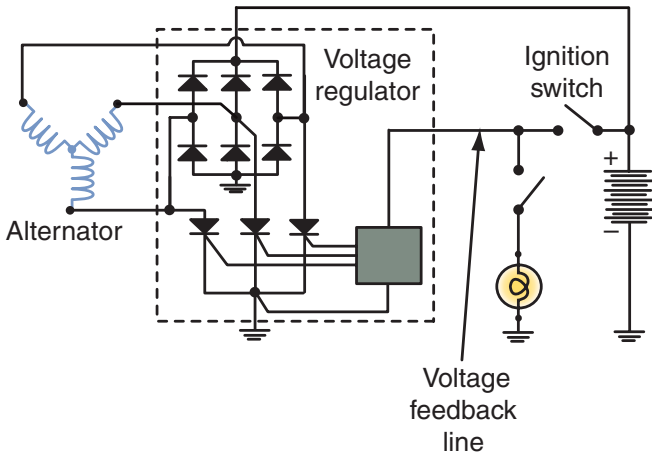 Voltage
regulator
Ignition
switch
+
–
Alternator
Voltage
feedback
line